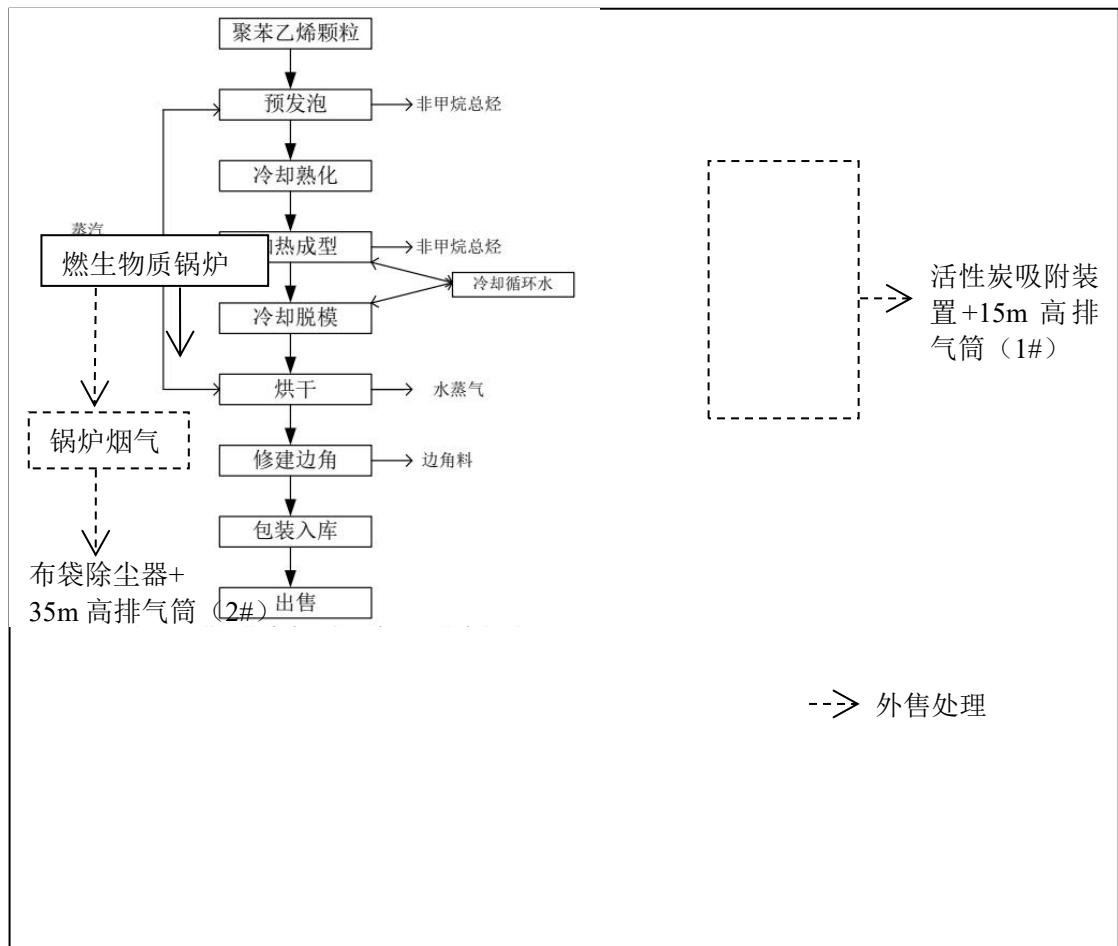 聚苯乙烯颗粒
预发泡
非甲烷总烃
冷却熟化
蒸汽
燃生物质锅炉
加热成型
非甲烷总烃
冷却循环水
活性炭吸附装
置+15m 高排
气筒（1#）
冷却脱模
烘干
水蒸气
锅炉烟气
修建边角
边角料
包装入库
布袋除尘器+
35m 高排气筒（2#）
出售
外售处理